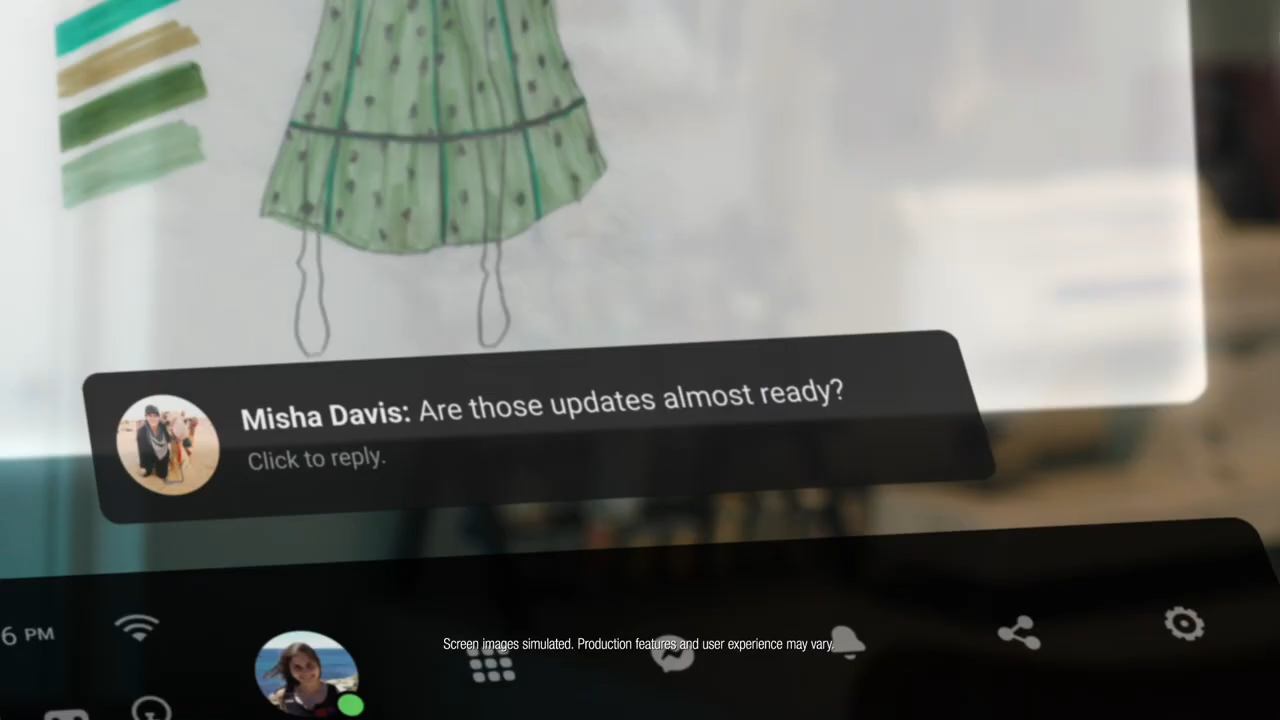 Misha Davis: Are those updates almost ready?
Click to reply.
6 PM
Screen images simulated. Production features and user experience may vary.